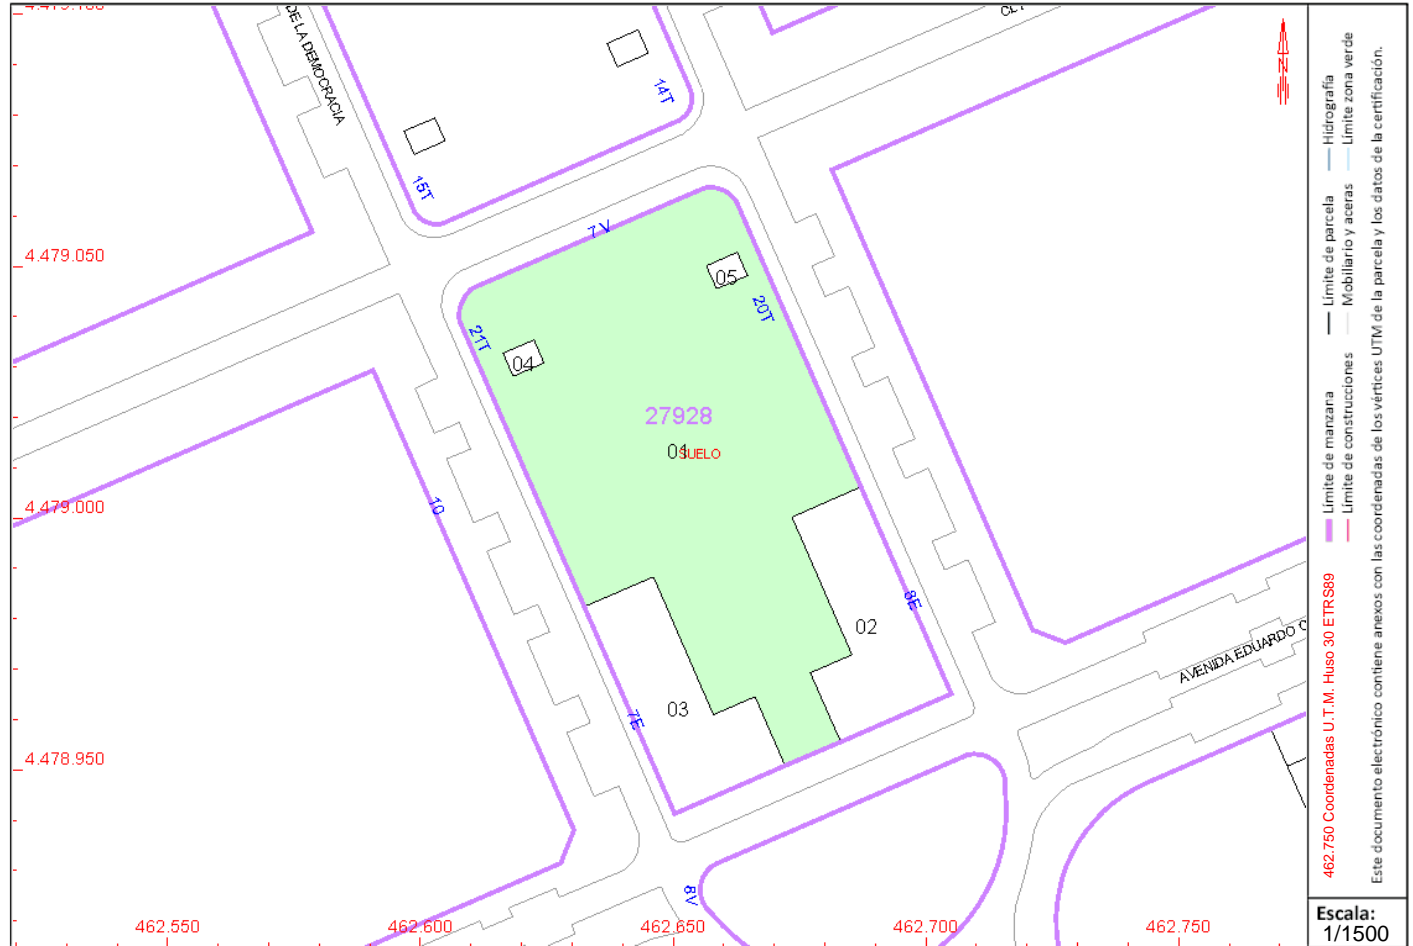 4.479.100
DE LA DEMOCRACIA
14T
15T
7V
4.479.050
05
20T
21T
04
27928
01
SUELO
10
4.479.000
8E
02
03
7E
AVENIDA EDUARDO
4.478.950
8V
462.550
462.600
462.650
462.700
462.750
N
Límite de manzana
Límite de parcela
Hidrografía
Límite de construcciones
Mobiliario y aceras
Límite zona verde
462.750 Coordenadas U.T.M. Huso 30 ETRS89
Este documento electrónico contiene anexos con las coordenadas de los vértices UTM de la parcela y los datos de la certificación.
Escala:
1/1500